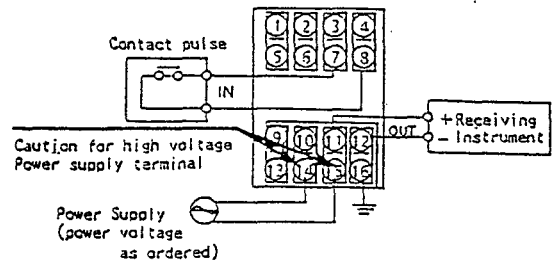 Contact pulse
1 2 3 4
5 6 7 8
IN
9 10 11 12
OUT
+ Receiving
- Instrument
Caution for high voltage
Power supply terminal
13 14 15 16
Power Supply
(power voltage
as ordered)